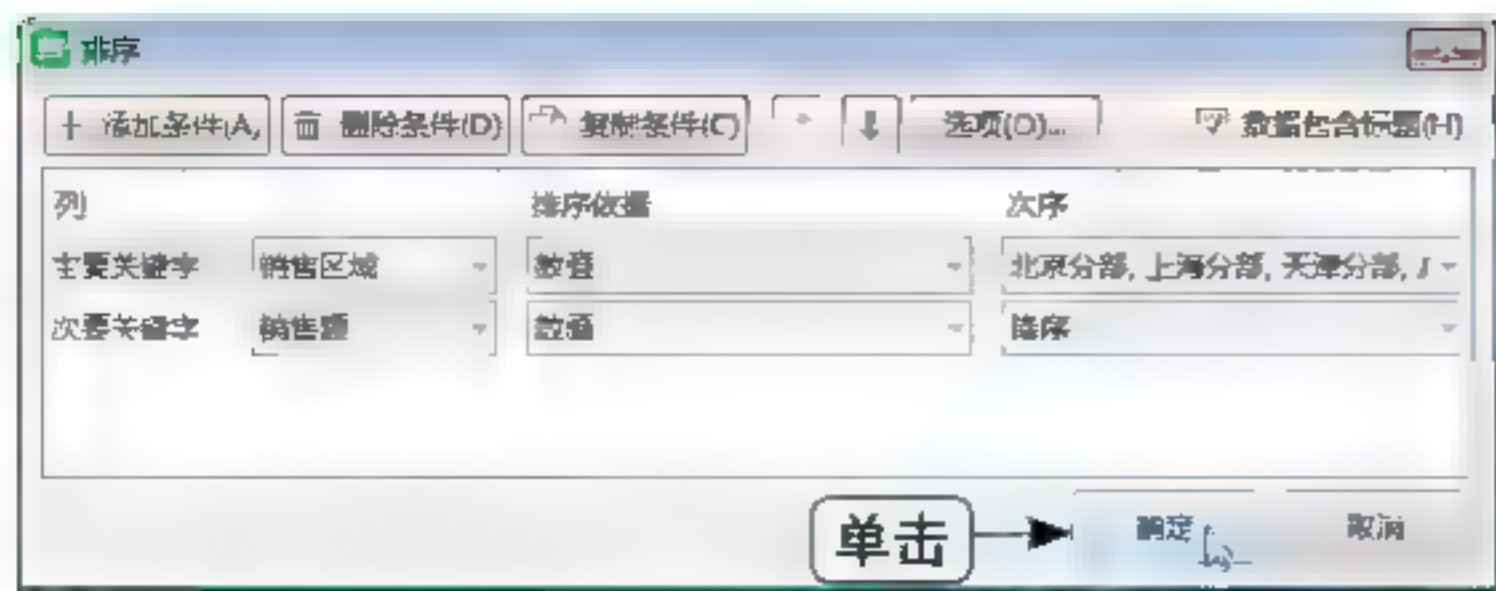 排序
添加条件(A) 删除条件(D) 复制条件(C) 选项(O)... 数据包含标题(H)
列 排序依据 次序
主要关键字 销售区域 数值 北京分部, 上海分部, 天津分部,
次要关键字 销售额 数值 降序
单击 确定 取消